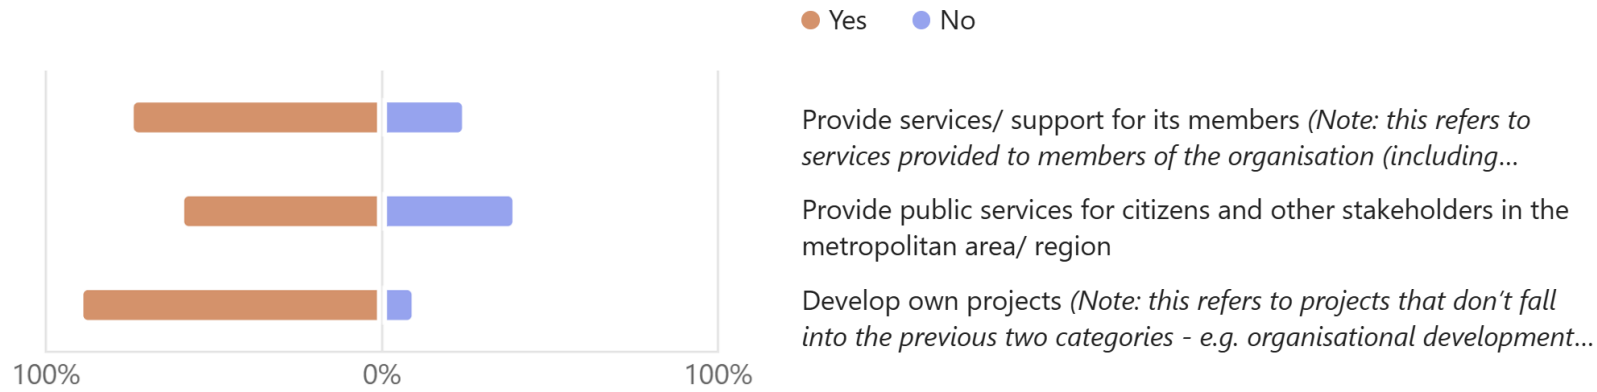 Yes No
Provide services/ support for its members (Note: this refers to
services provided to members of the organisation (including...
Provide public services for citizens and other stakeholders in the
metropolitan area/ region
Develop own projects (Note: this refers to projects that don't fall
into the previous two categories - e.g. organisational development...
100% 0% 100%